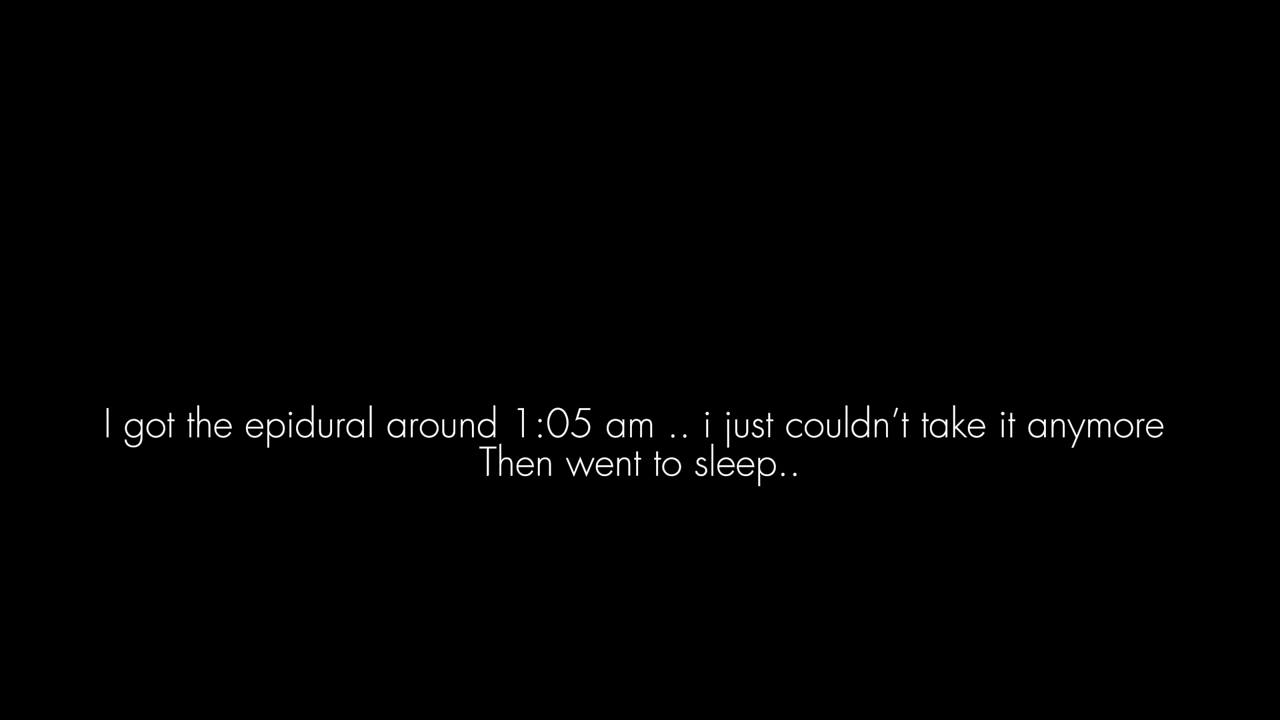 I got the epidural around 1:05 am .. i just couldn’t take it anymore
Then went to sleep..